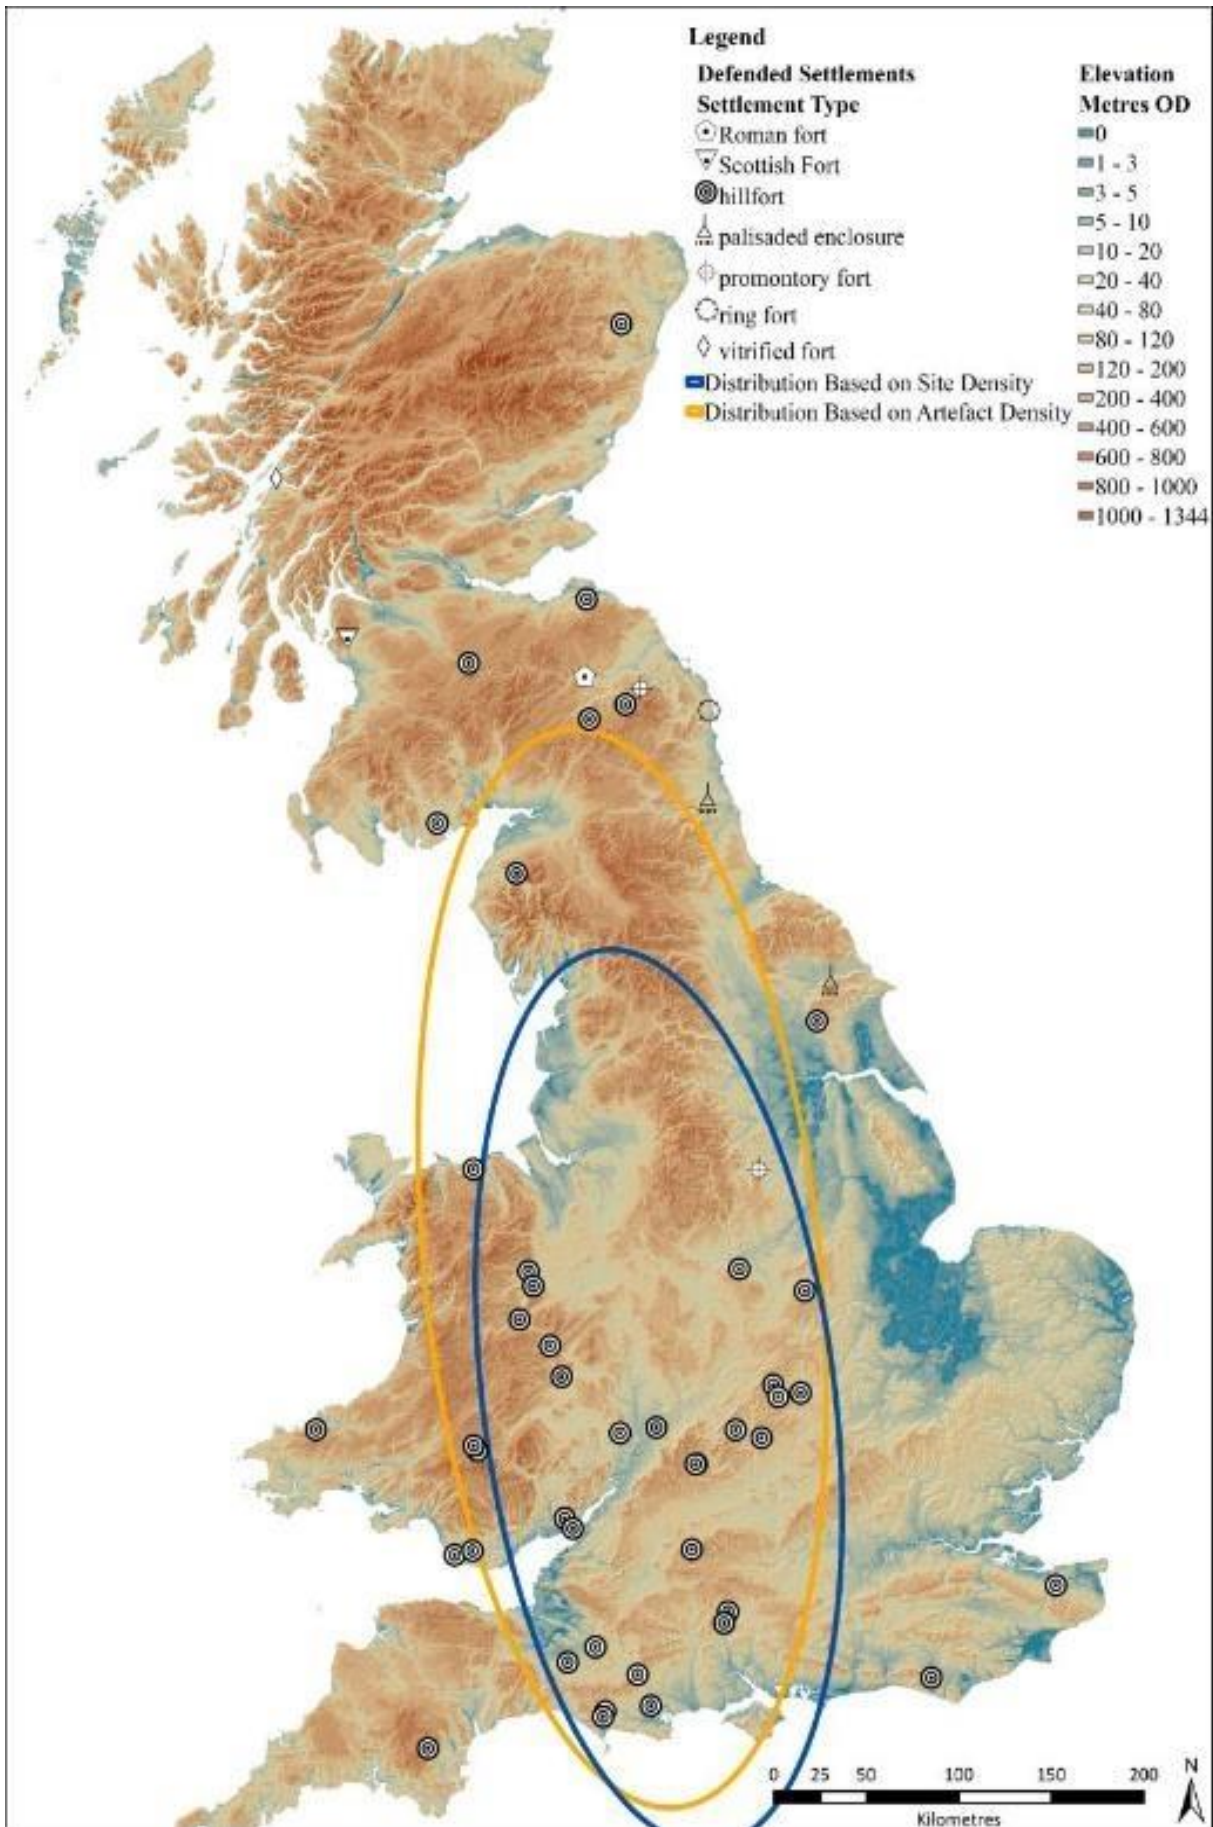 Legend
Defended Settlements
Settlement Type
Roman fort
Scottish Fort
hillfort
palisaded enclosure
promontory fort
ring fort
vitrified fort
Distribution Based on Site Density
Distribution Based on Artefact Density
Elevation
Metres OD
0
1 - 3
3 - 5
5 - 10
10 - 20
20 - 40
40 - 80
80 - 120
120 - 200
200 - 400
400 - 600
600 - 800
800 - 1000
1000 - 1344
N
0 25 50 100 150 200
Kilometres